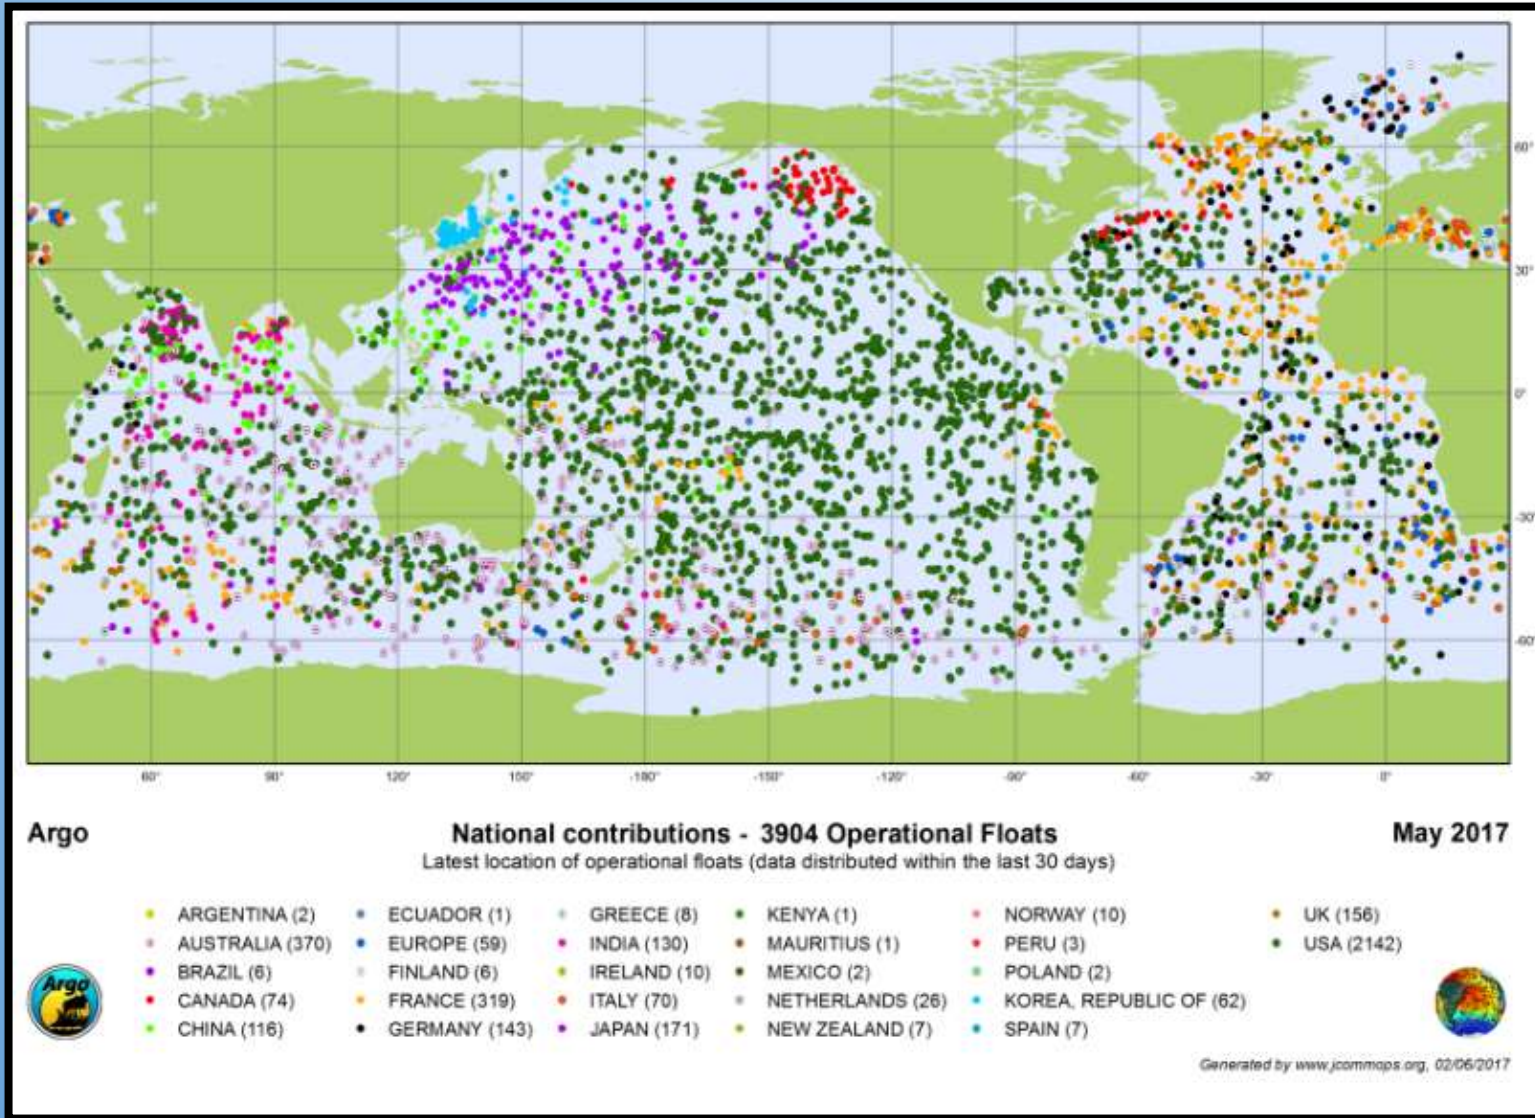 60°
30°
0°
-30°
-60°
60° 90° 120° 150° -180° -150° -120° -90° -60° -30° 0°
Argo National contributions - 3904 Operational Floats May 2017
Latest location of operational floats (data distributed within the last 30 days)
ARGENTINA (2) ECUADOR (1) GREECE (8) KENYA (1) NORWAY (10) UK (156)
AUSTRALIA (370) EUROPE (59) INDIA (130) MAURITIUS (1) PERU (3) USA (2142)
BRAZIL (6) FINLAND (6) IRELAND (10) MEXICO (2) POLAND (2)
CANADA (74) FRANCE (319) ITALY (70) NETHERLANDS (26) KOREA, REPUBLIC OF (62)
CHINA (116) GERMANY (143) JAPAN (171) NEW ZEALAND (7) SPAIN (7)
Argo
Generated by www.jcommops.org, 02/06/2017